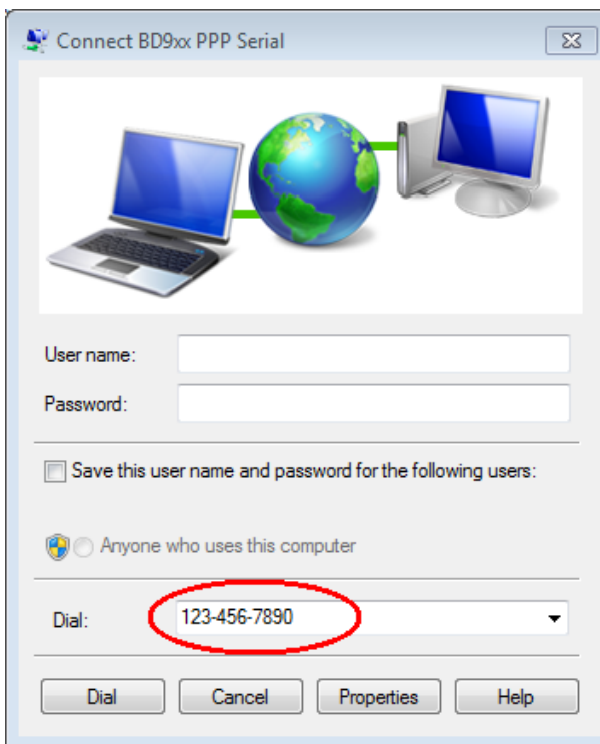 Connect BD9xx PPP Serial
User name:
Password:
Save this user name and password for the following users:
Anyone who uses this computer
Dial: 123-456-7890
Dial Cancel Properties Help